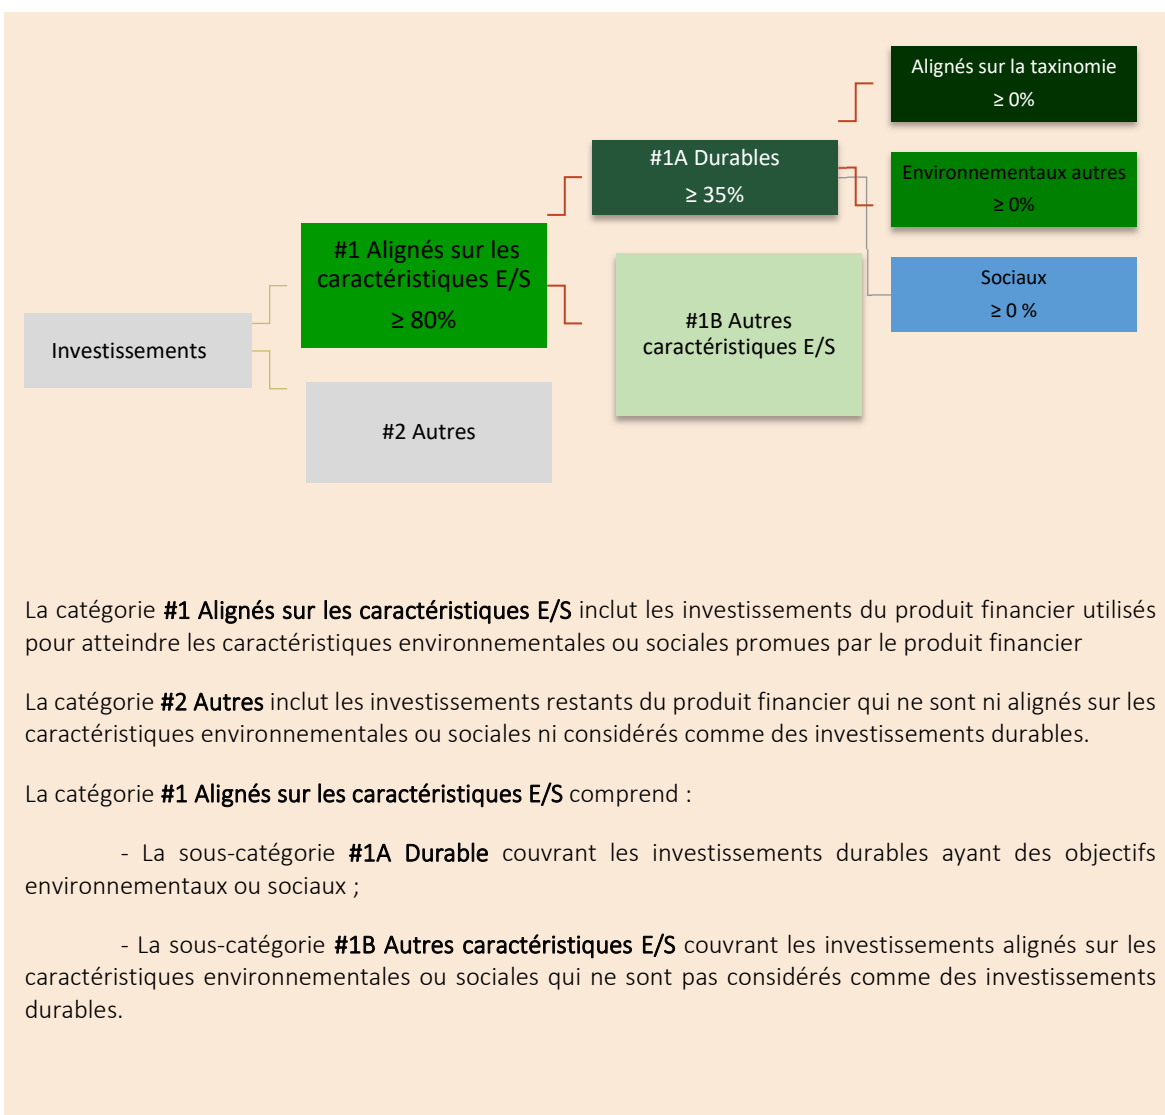 Alignés sur la taxinomie
≥ 0%
#1A Durables
≥ 35%
Environnementaux autres
≥ 0%
#1 Alignés sur les
caractéristiques E/S
≥ 80%
Sociaux
≥ 0 %
#1B Autres
caractéristiques E/S
Investissements
#2 Autres
La catégorie #1 Alignés sur les caractéristiques E/S inclut les investissements du produit financier utilisés
pour atteindre les caractéristiques environnementales ou sociales promues par le produit financier
La catégorie #2 Autres inclut les investissements restants du produit financier qui ne sont ni alignés sur les
caractéristiques environnementales ou sociales ni considérés comme des investissements durables.
La catégorie #1 Alignés sur les caractéristiques E/S comprend :
- La sous-catégorie #1A Durable couvrant les investissements durables ayant des objectifs
environnementaux ou sociaux ;
- La sous-catégorie #1B Autres caractéristiques E/S couvrant les investissements alignés sur les
caractéristiques environnementales ou sociales qui ne sont pas considérés comme des investissements
durables.